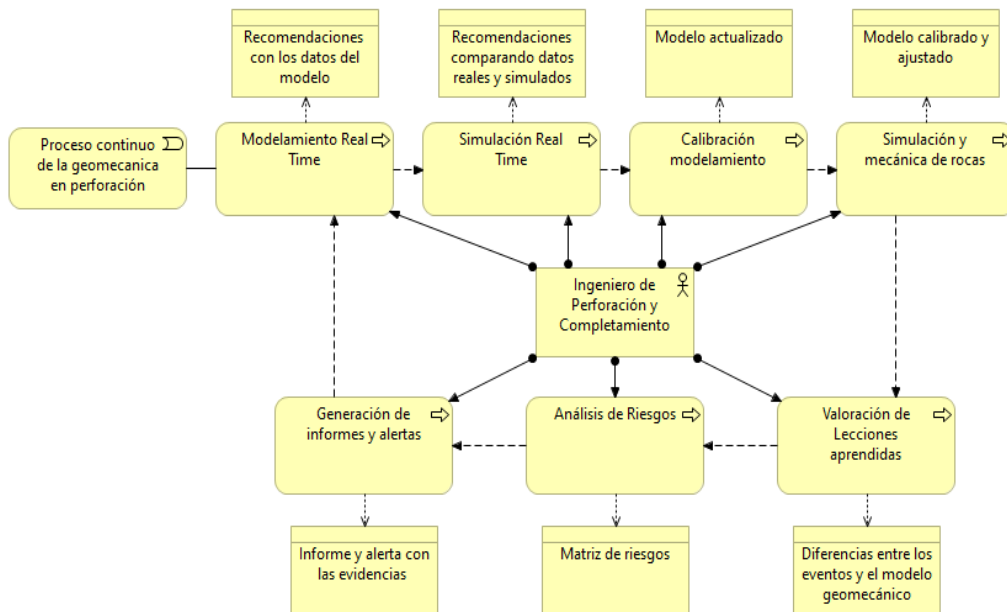 Recomendaciones
con los datos del
modelo
Recomendaciones
comparando datos
reales y simulados
Modelo actualizado
Modelo calibrado y
ajustado
Proceso continuo
de la geomecanica
en perforación
Modelamiento Real
Time
Simulación Real
Time
Calibración
modelamiento
Simulación y
mecánica de rocas
Ingeniero de
Perforación y
Completamiento
Generación de
informes y alertas
Análisis de Riesgos
Valoración de
Lecciones
aprendidas
Informe y alerta con
las evidencias
Matriz de riesgos
Diferencias entre los
eventos y el modelo
geomecánico